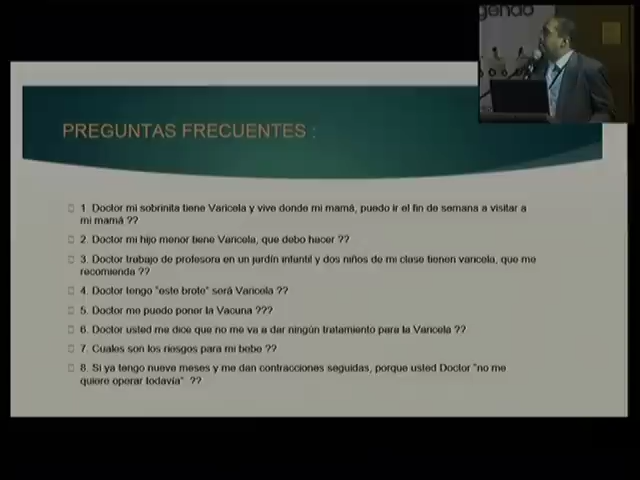 gendo
PREGUNTAS FRECUENTES :
1. Doctor mi sobrinita tiene Varicela y vive donde mi mamá, puedo ir el fin de semana a visitar a
mi mamá ??
2. Doctor mi hijo menor tiene Varicela, que debo hacer ??
3. Doctor trabajo de profesora en un jardín infantil y dos niños de mi clase tienen varicela, que me
recomienda ??
4. Doctor tengo "este brote" será Varicela ??
5. Doctor me puedo poner la Vacuna ???
6. Doctor usted me dice que no me va a dar ningún tratamiento para la Varicela ??
7. Cuales son los riesgos para mi bebe ??
8. Si ya tengo nueve meses y me dan contracciones seguidas, porque usted Doctor "no me
quiere operar todavía" ??